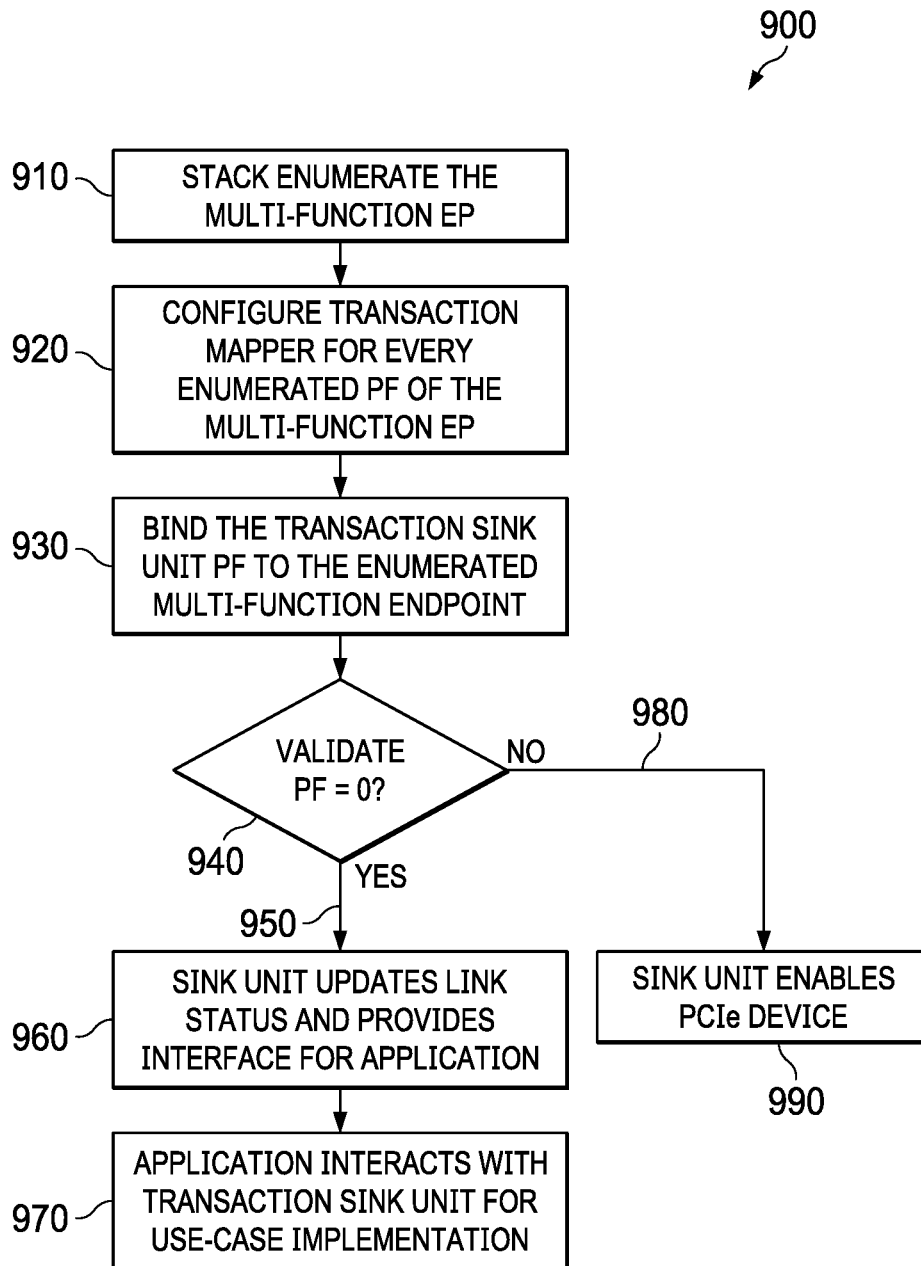 900
910
STACK ENUMERATE THE
MULTI-FUNCTION EP
920
CONFIGURE TRANSACTION
MAPPER FOR EVERY
ENUMERATED PF OF THE
MULTI-FUNCTION EP
930
BIND THE TRANSACTION SINK
UNIT PF TO THE ENUMERATED
MULTI-FUNCTION ENDPOINT
VALIDATE
PF = 0?
940
NO
980
YES
950
960
SINK UNIT UPDATES LINK
STATUS AND PROVIDES
INTERFACE FOR APPLICATION
SINK UNIT ENABLES
PCIe DEVICE
990
970
APPLICATION INTERACTS WITH
TRANSACTION SINK UNIT FOR
USE-CASE IMPLEMENTATION